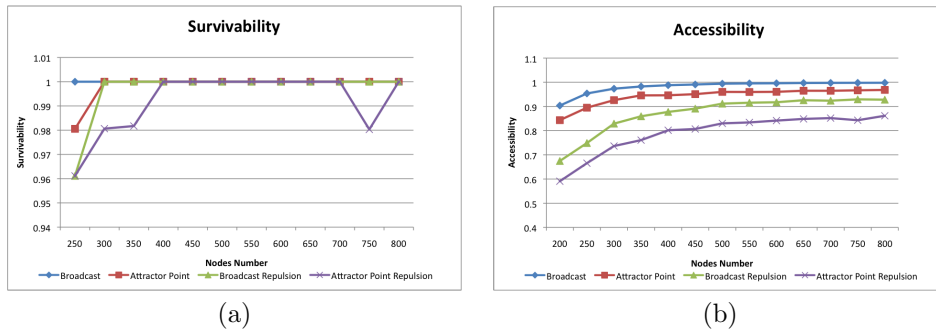 Survivability
1.01
1
0.99
0.98
0.97
0.96
0.95
0.94
Survivability
250 300 350 400 450 500 550 600 650 700 750 800
Nodes Number
Broadcast Attractor Point Broadcast Repulsion Attractor Point Repulsion
(a)
Accessibility
1.1
1
0.9
0.8
0.7
0.6
0.5
0.4
Accessibility
200 250 300 350 400 450 500 550 600 650 700 750 800
Nodes Number
Broadcast Attractor Point Broadcast Repulsion Attractor Point Repulsion
(b)